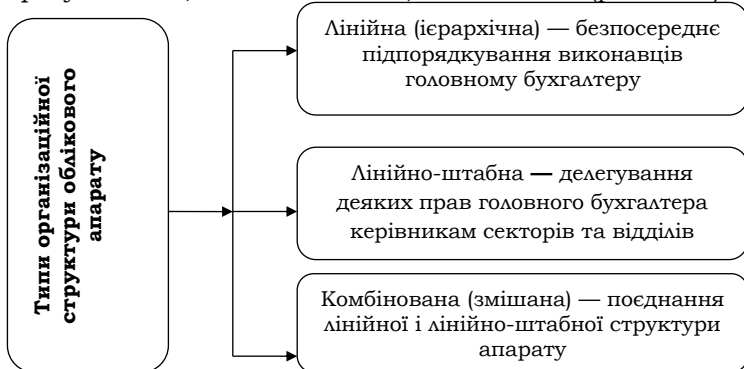 Типи організаційної
структури облікового
апарату
Лінійна (ієрархічна) — безпосереднє
підпорядкування виконавців
головному бухгалтеру
Лінійно-штабна — делегування
деяких прав головного бухгалтера
керівникам секторів та відділів
Комбінована (змішана) — поєднання
лінійної і лінійно-штабної структури
апарату